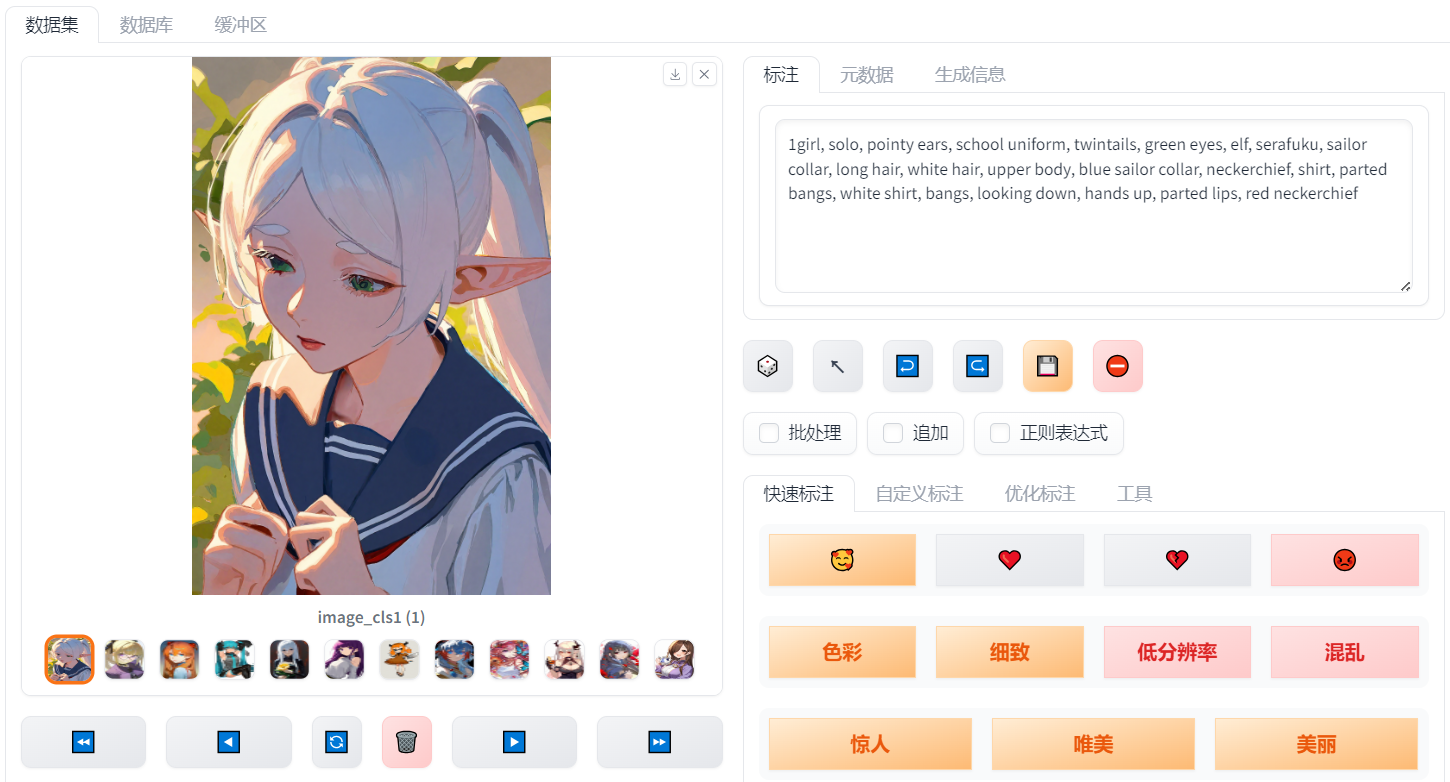 数据集 数据库 缓冲区
image_cls1 (1)
标注 元数据 生成信息
1girl, solo, pointy ears, school uniform, twintails, green eyes, elf, serafuku, sailor
collar, long hair, white hair, upper body, blue sailor collar, neckerchief, shirt, parted
bangs, white shirt, bangs, looking down, hands up, parted lips, red neckerchief
批处理 追加 正则表达式
快速标注 自定义标注 优化标注 工具
色彩 细致 低分辨率 混乱
惊人 唯美 美丽